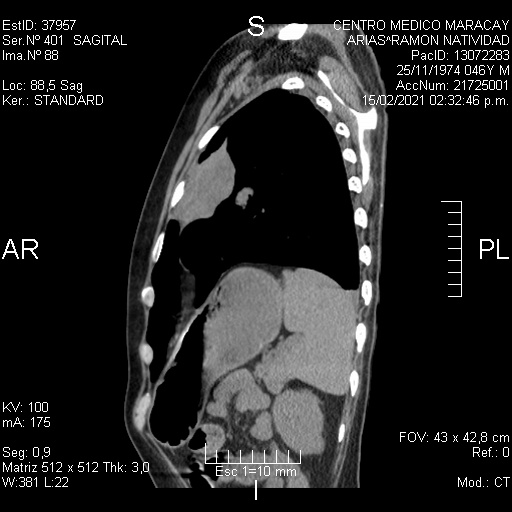 EstID: 37957
Ser.Nº 401 SAGITAL
Ima.Nº 88
Loc: 88,5 Sag
Ker.: STANDARD
S
CENTRO MEDICO MARACAY
ARIAS^RAMON NATIVIDAD
PacID: 13072283
25/11/1974 046Y M
AccNum: 21725001
15/02/2021 02:32:46 p.m.
AR
PL
KV: 100
mA: 175
Seg: 0,9
Matriz 512 x 512 Thk: 3,0
W:381 L:22
Esc 1=10 mm
I
FOV: 43 x 42,8 cm
Ref.: 0
Mod.: CT